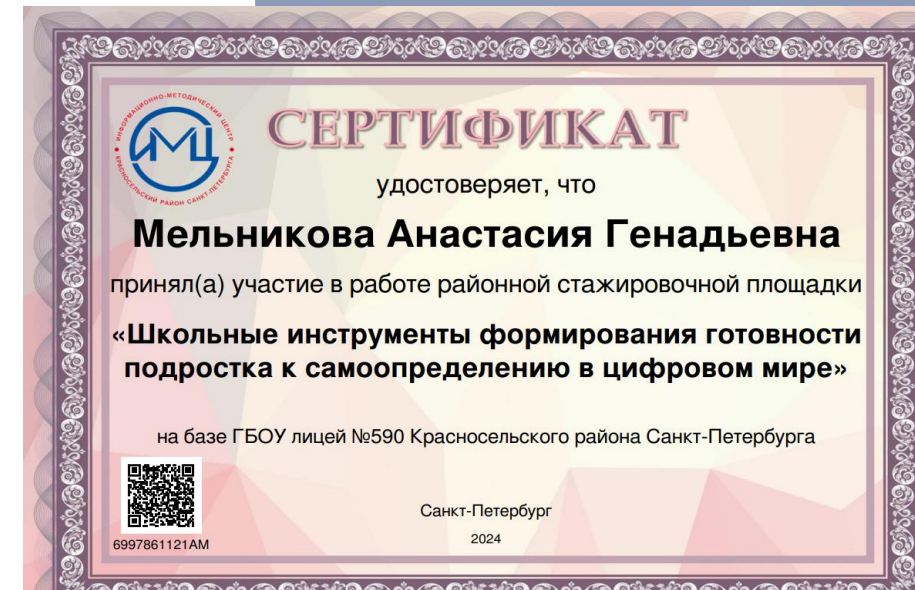 ИНФОРМАЦИОННО-МЕТОДИЧЕСКИЙ ЦЕНТР
КРАСНОСЕЛЬСКИЙ РАЙОН САНКТ-ПЕТЕРБУРГА
ИМЦ
СЕРТИФИКАТ
удостоверяет, что
Мельникова Анастасия Генадьевна
принял(а) участие в работе районной стажировочной площадки
«Школьные инструменты формирования готовности
подростка к самоопределению в цифровом мире»
на базе ГБОУ лицей №590 Красносельского района Санкт-Петербурга
6997861121AM
Санкт-Петербург
2024